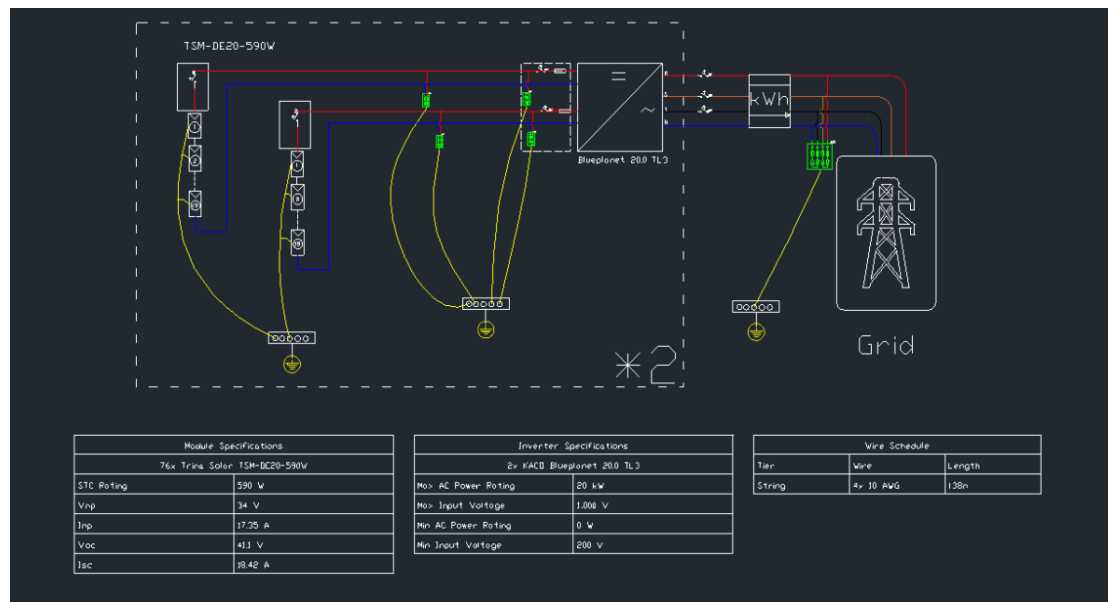 TSM-DE20-590W
=
~
Blueplanet 20.0 TL3
kWh
Grid
*2
Module Specifications
76x Trina Solar TSM-DE20-590W
STC Rating 590 W
Vmp 34 V
Imp 17.35 A
Voc 41.1 V
Isc 18.42 A
Inverter Specifications
2x KACO Blueplanet 20.0 TL3
Max AC Power Rating 20 kW
Max Input Voltage 1,000 V
Min AC Power Rating 0 W
Min Input Voltage 200 V
Wire Schedule
Tier Wire Length
String 4x 10 AWG 138m